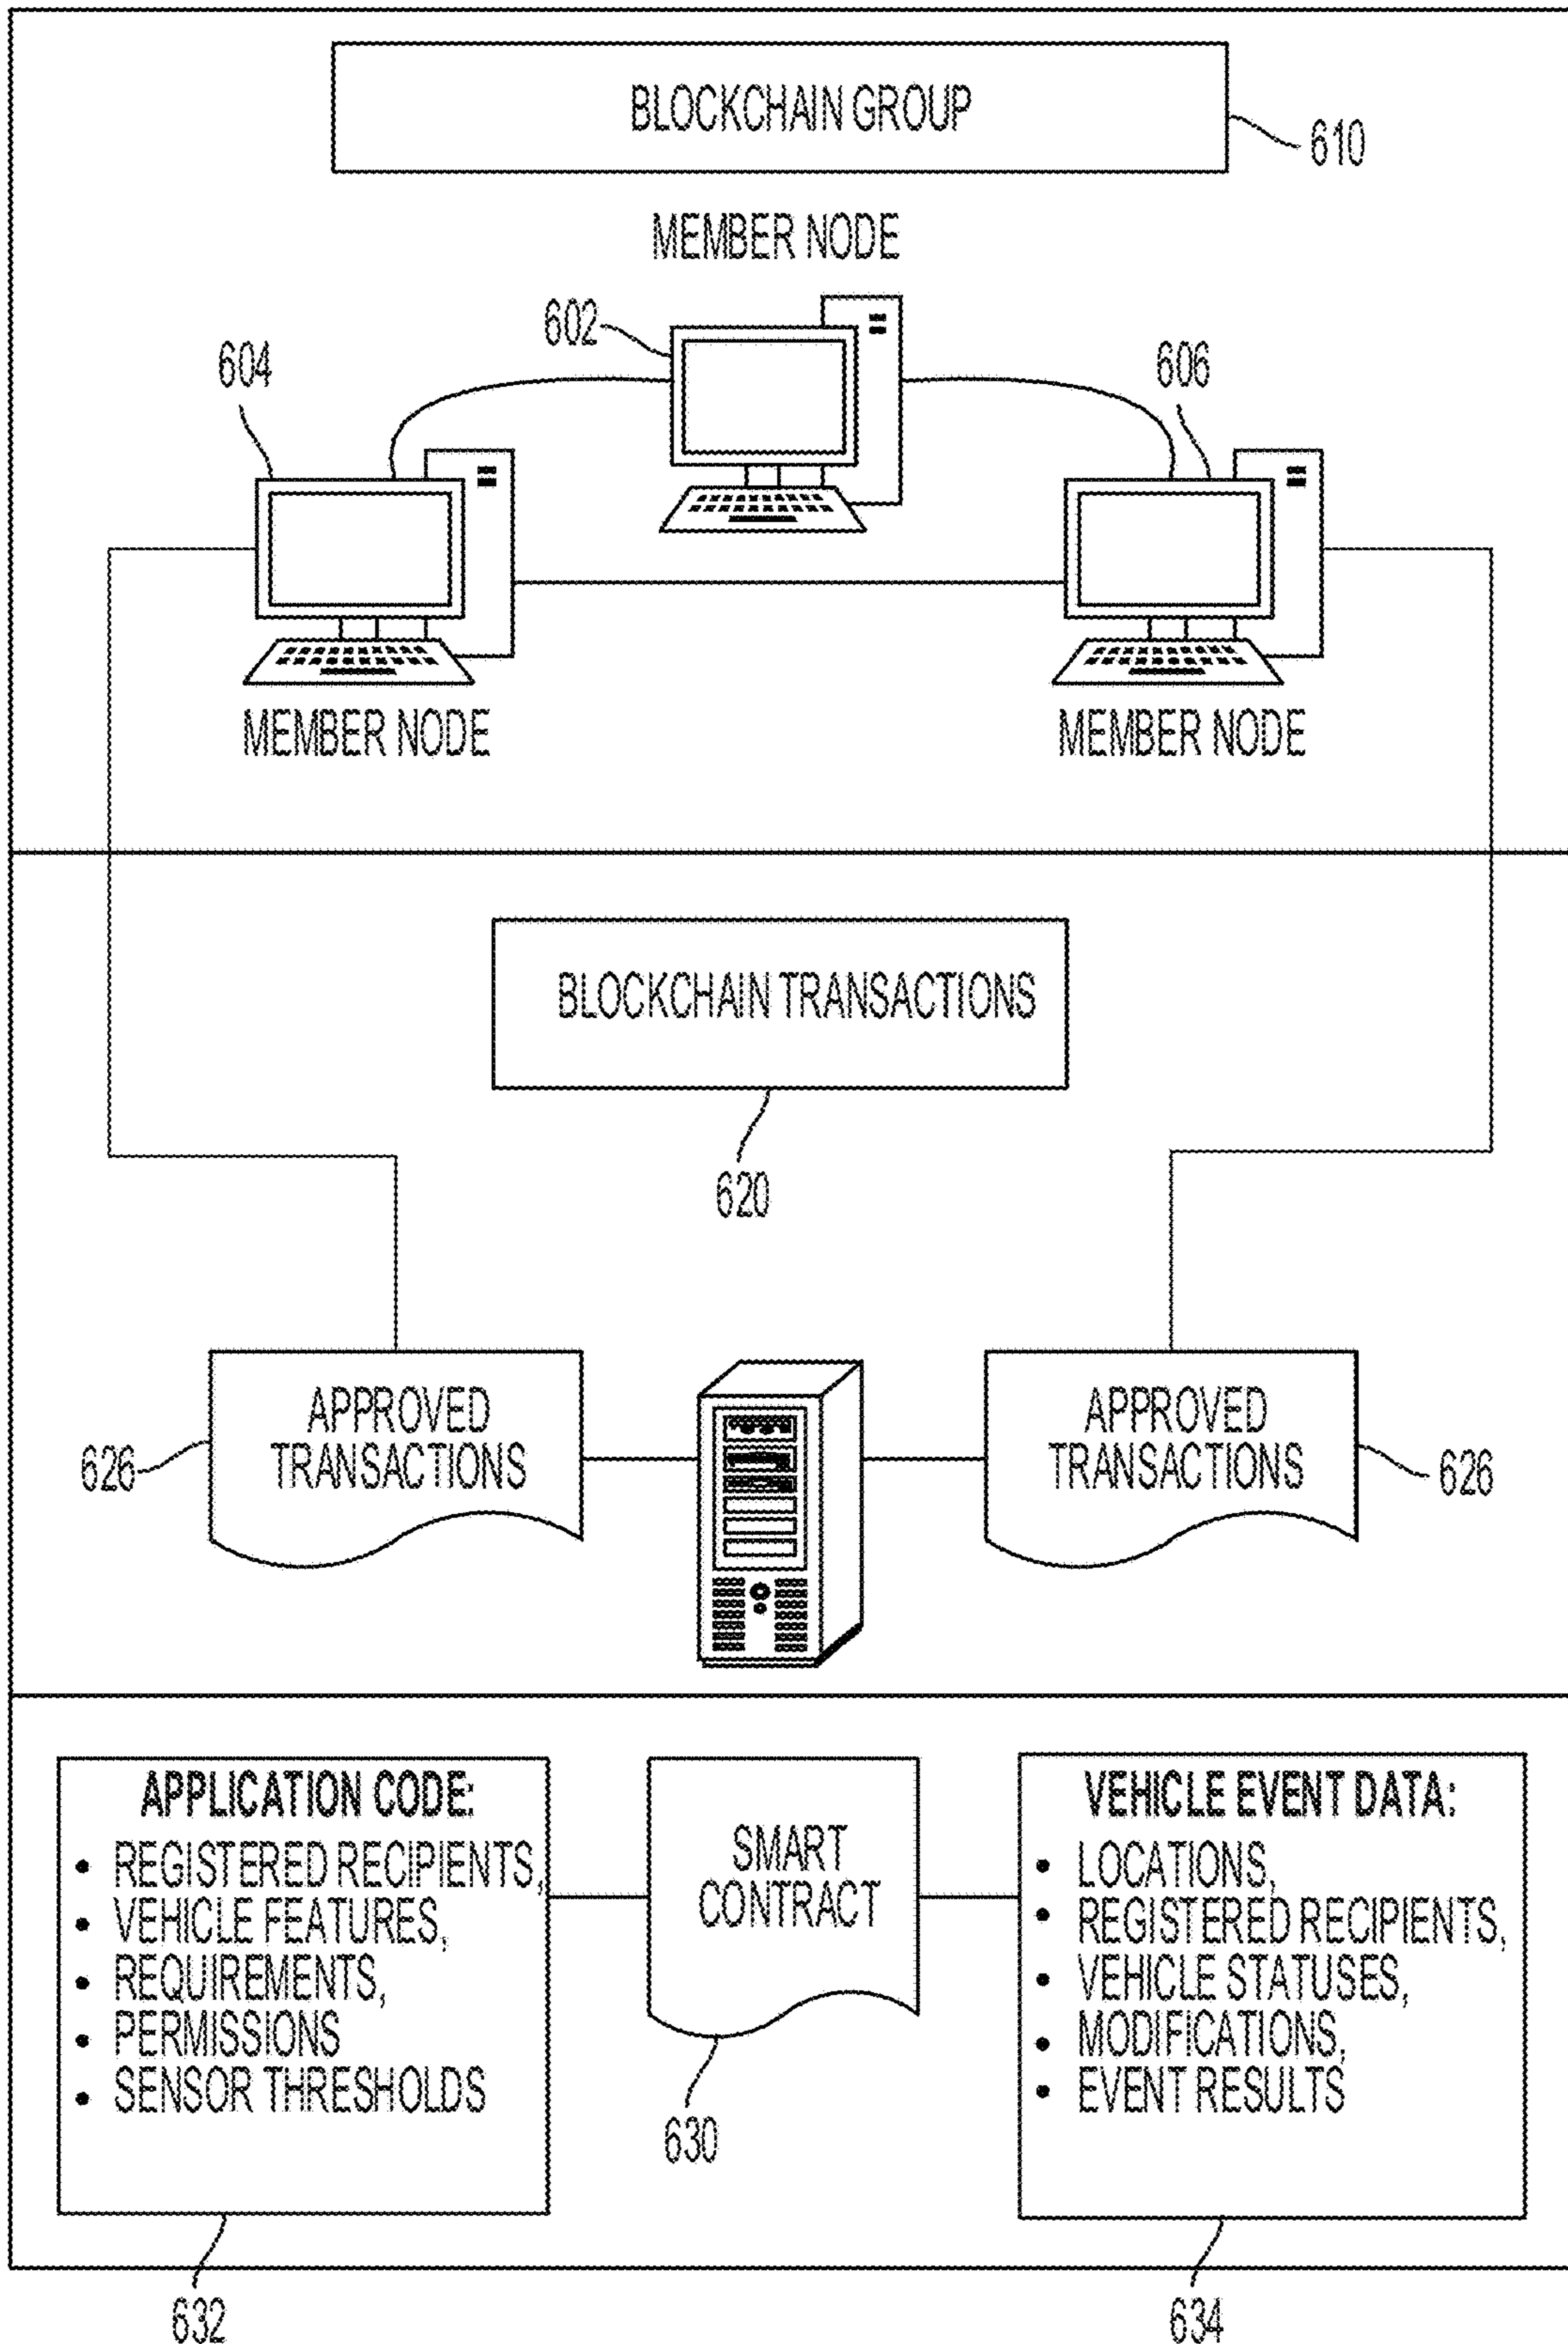 BLOCKCHAIN GROUP
610
MEMBER NODE
602
604
606
MEMBER NODE
MEMBER NODE
BLOCKCHAIN TRANSACTIONS
620
APPROVED
TRANSACTIONS
626
APPROVED
TRANSACTIONS
626
APPLICATION CODE:
• REGISTERED RECIPIENTS,
• VEHICLE FEATURES,
• REQUIREMENTS,
• PERMISSIONS
• SENSOR THRESHOLDS
632
SMART
CONTRACT
630
VEHICLE EVENT DATA:
• LOCATIONS,
• REGISTERED RECIPIENTS,
• VEHICLE STATUSES,
• MODIFICATIONS,
• EVENT RESULTS
634